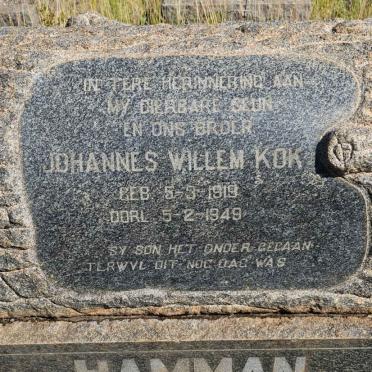 IN TERE HERINNERING AAN
MY DIERBARE SEUN
EN ONS BROER
JOHANNES WILLEM KOK
GEB. 5-3-1919
OORL. 5-2-1949
SY SON HET ONDER GEGAAN
TERWYL DIT NOG DAG WAS
HAMMAN